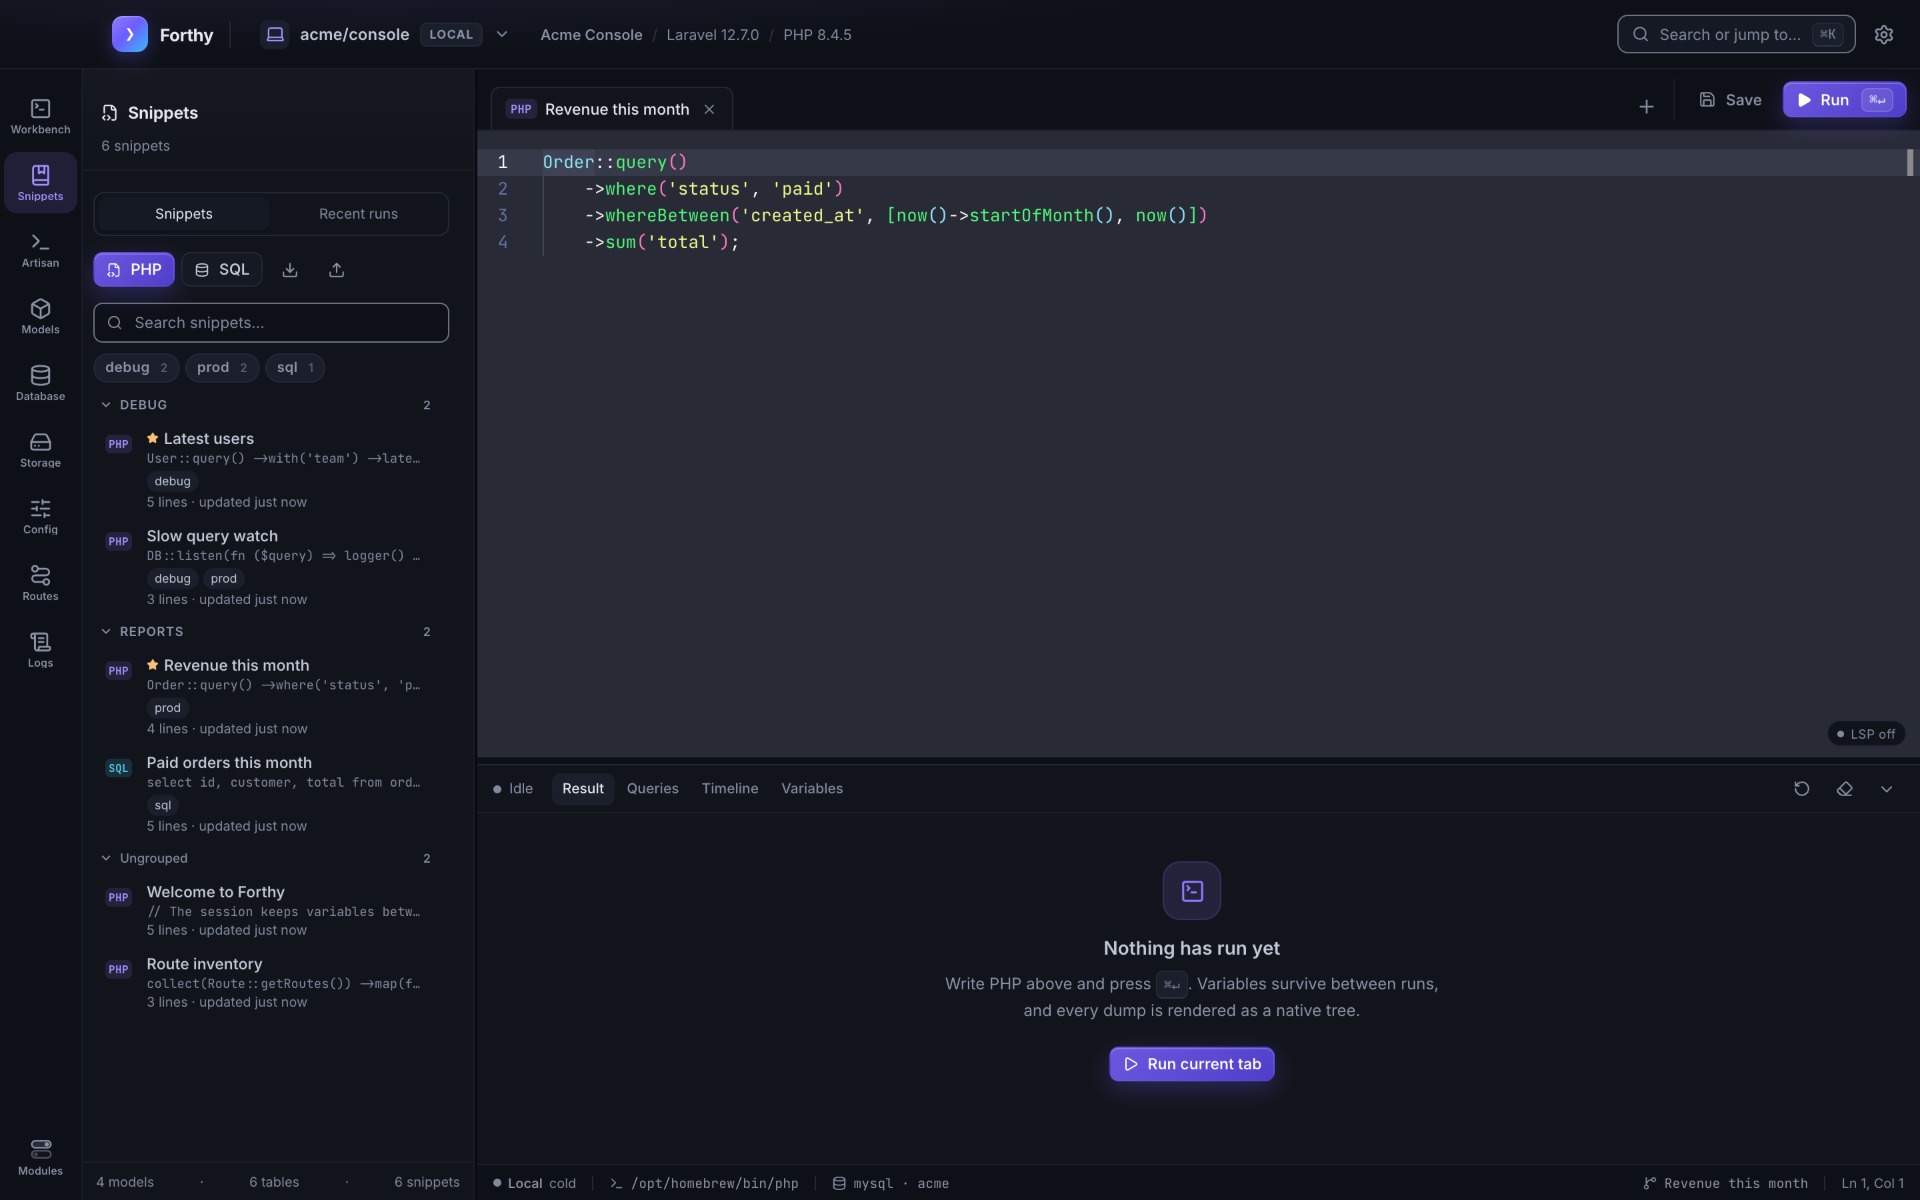 Forthy
acme/console LOCAL
Acme Console / Laravel 12.7.0 / PHP 8.4.5
Search or jump to... ⌘K
Workbench
Snippets
Artisan
Models
Database
Storage
Config
Routes
Logs
Modules
Snippets
6 snippets
Snippets Recent runs
PHP SQL
Search snippets...
debug 2 prod 2 sql 1
DEBUG 2
PHP Latest users
User::query() ->with('team') ->late…
debug
5 lines · updated just now
PHP Slow query watch
DB::listen(fn ($query) => logger() …
debug prod
3 lines · updated just now
REPORTS 2
PHP Revenue this month
Order::query() ->where('status', 'p…
prod
4 lines · updated just now
SQL Paid orders this month
select id, customer, total from ord…
sql
5 lines · updated just now
Ungrouped 2
PHP Welcome to Forthy
// The session keeps variables betw…
5 lines · updated just now
PHP Route inventory
collect(Route::getRoutes()) ->map(f…
3 lines · updated just now
4 models · 6 tables · 6 snippets
PHP Revenue this month
Save Run ⌘↵
1 Order::query()
2 ->where('status', 'paid')
3 ->whereBetween('created_at', [now()->startOfMonth(), now()])
4 ->sum('total');
LSP off
Idle Result Queries Timeline Variables
Nothing has run yet
Write PHP above and press ⌘↵. Variables survive between runs,
and every dump is rendered as a native tree.
Run current tab
Local cold /opt/homebrew/bin/php mysql · acme
Revenue this month Ln 1, Col 1